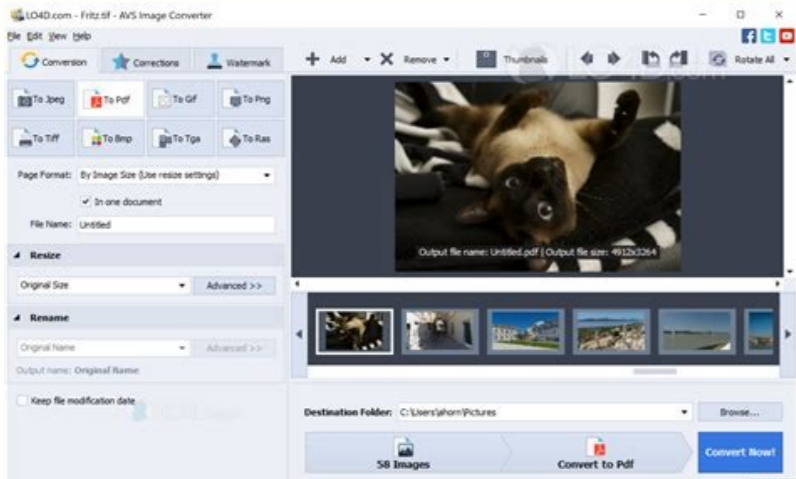 LO4D.com - Fritz.tif - AVS Image Converter
File Edit View Help
Conversion Corrections Watermark
Add Remove Thumbnails Rotate All
To Jpeg To Pdf To Gif To Png
To Tiff To Bmp To Tga To Ras
Page Format: By Image Size (Use resize settings)
In one document
File Name: Untitled
Resize
Original Size Advanced >>
Rename
Original Name Advanced >>
Output name: Original Name
Keep file modification date
Output file name: Untitled.pdf | Output file size: 4912x3264
Destination Folder: C:\Users\ahorn\Pictures Browse...
58 Images Convert to Pdf Convert Now!
LO4D.com